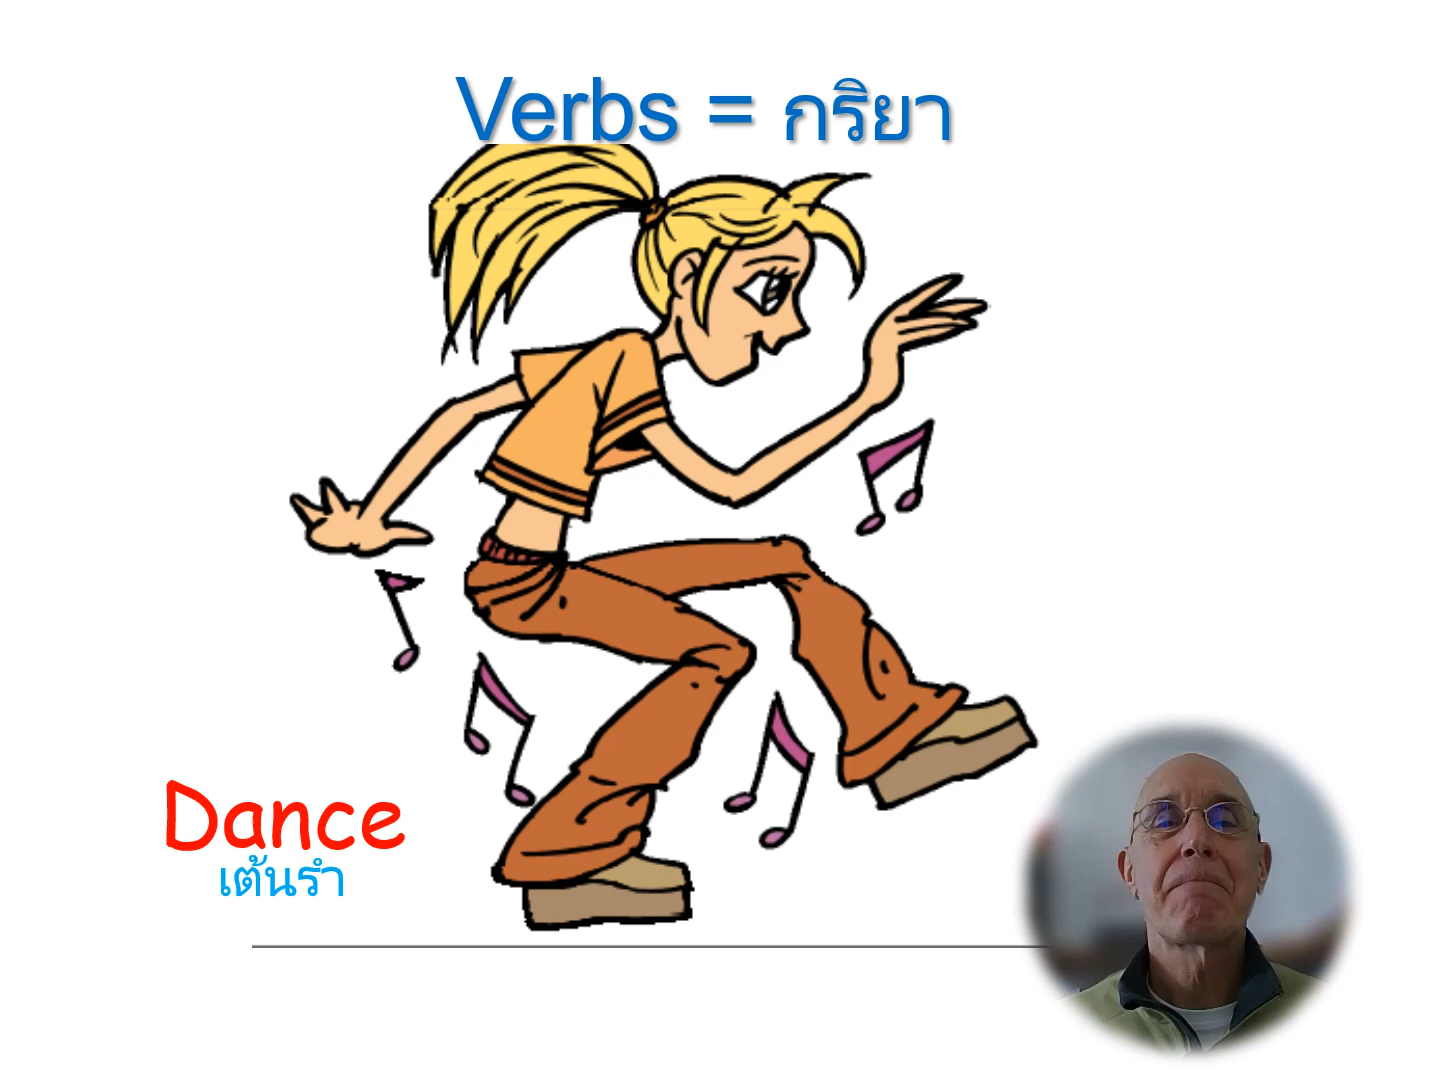 Verbs = กริยา
Dance
เต้นรำ